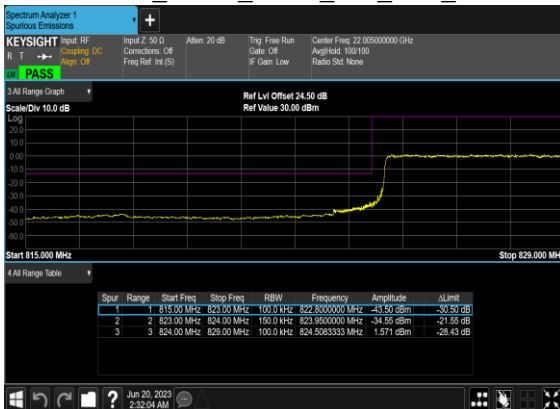 Spectrum Analyzer 1
Spurious Emissions
KEYSIGHT Input: RF Input Z: 50 Ω Atten: 20 dB Trig: Free Run Center Freq: 22.005000000 GHz
R T Coupling: DC Corrections: Off Gate: Off Avg|Hold: 100/100
Align: Off Freq Ref: Int (S) IF Gain: Low Radio Std: None
PASS
3 All Range Graph
Ref Lvl Offset 24.50 dB
Scale/Div 10.0 dB Ref Value 30.00 dBm
Log
20.0
10.0
0.00
-10.0
-20.0
-30.0
-40.0
-50.0
-60.0
Start 815.000 MHz Stop 829.000 MH
4 All Range Table
Spur Range Start Freq Stop Freq RBW Frequency Amplitude ΔLimit
1 1 815.00 MHz 823.00 MHz 100.0 kHz 822.8000000 MHz -43.50 dBm -30.50 dB
2 2 823.00 MHz 824.00 MHz 150.0 kHz 823.9500000 MHz -34.55 dBm -21.55 dB
3 3 824.00 MHz 829.00 MHz 100.0 kHz 824.5083333 MHz 1.571 dBm -28.43 dB
Jun 20, 2023
2:32:04 AM